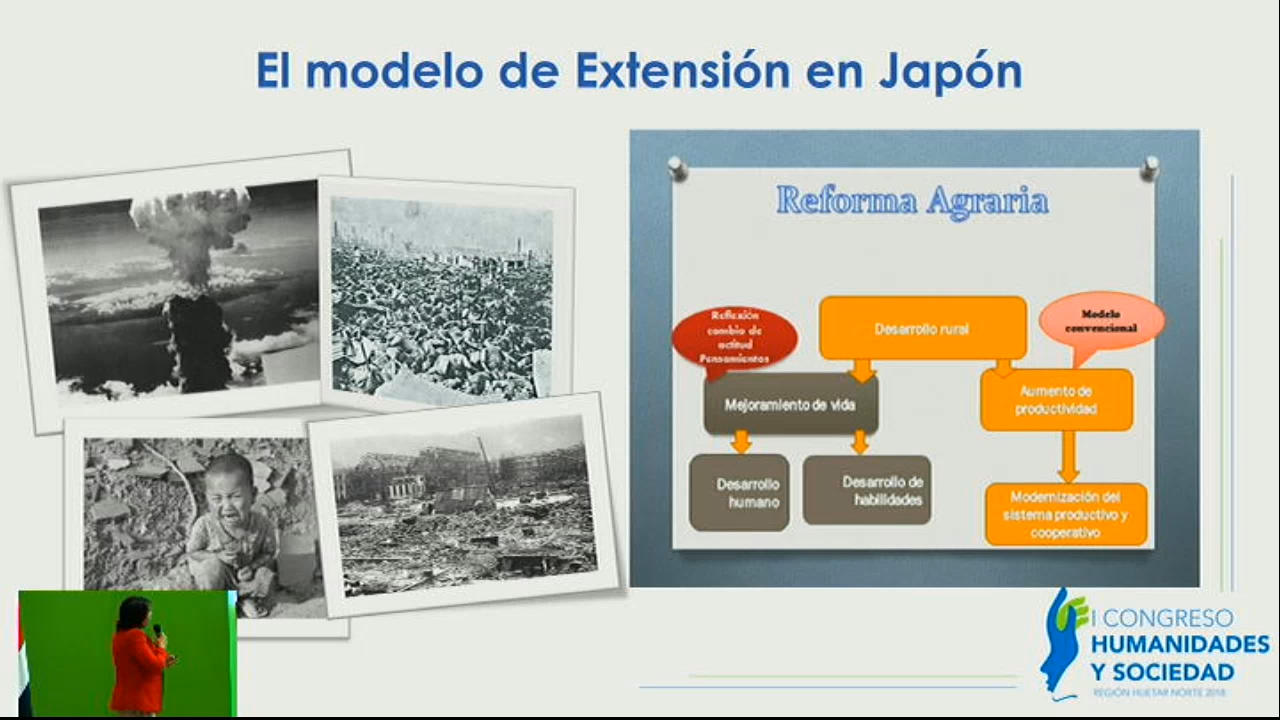 El modelo de Extensión en Japón
Reforma Agraria
Reflexión
cambio de
actitud
Pensamientos
Desarrollo rural
Modelo
convencional
Mejoramiento de vida
Aumento de
productividad
Desarrollo
humano
Desarrollo de
habilidades
Modernización del
sistema productivo y
cooperativo
I CONGRESO
HUMANIDADES
Y SOCIEDAD
REGIÓN HUETAR NORTE 2018